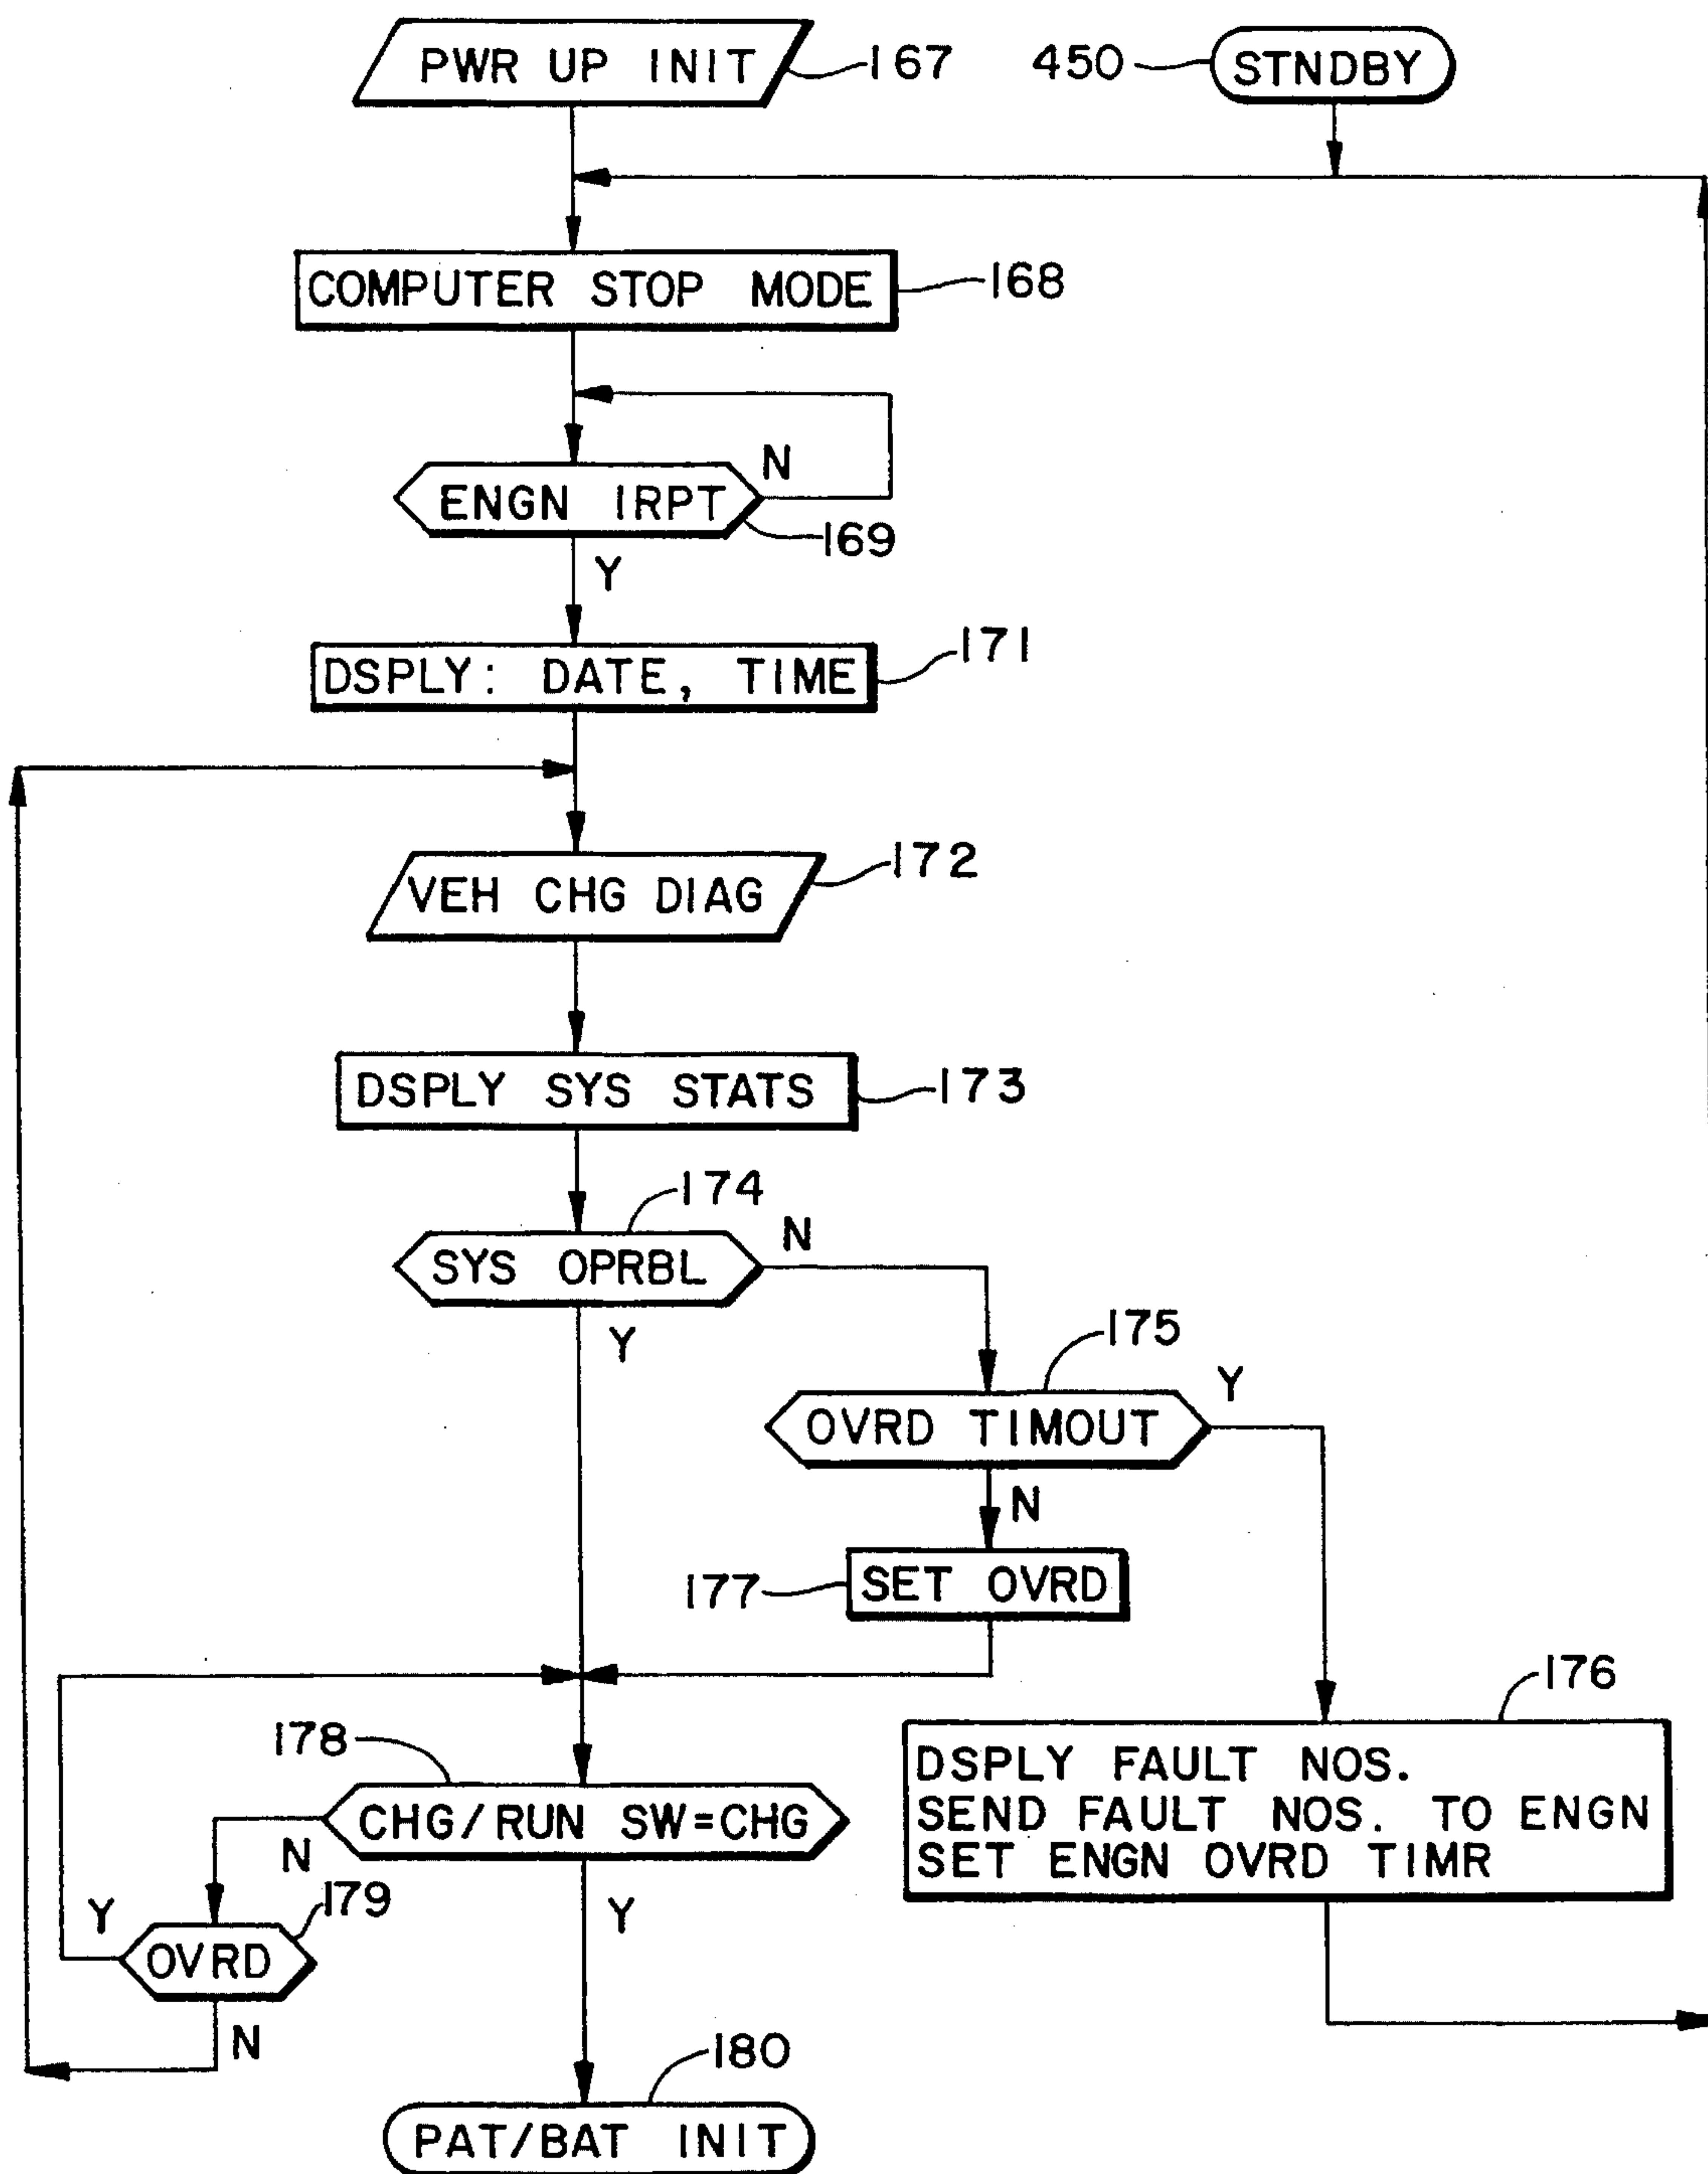 PWR UP INIT
167
450
STNDBY
COMPUTER STOP MODE
168
N
ENGN IRPT
169
Y
DSPLY: DATE, TIME
171
VEH CHG DIAG
172
DSPLY SYS STATS
173
174
SYS OPRBL
N
Y
175
OVRD TIMOUT
Y
N
177
SET OVRD
176
DSPLY FAULT NOS.
SEND FAULT NOS. TO ENGN
SET ENGN OVRD TIMR
178
CHG/RUN SW=CHG
N
Y
179
Y
OVRD
N
180
PAT/BAT INIT